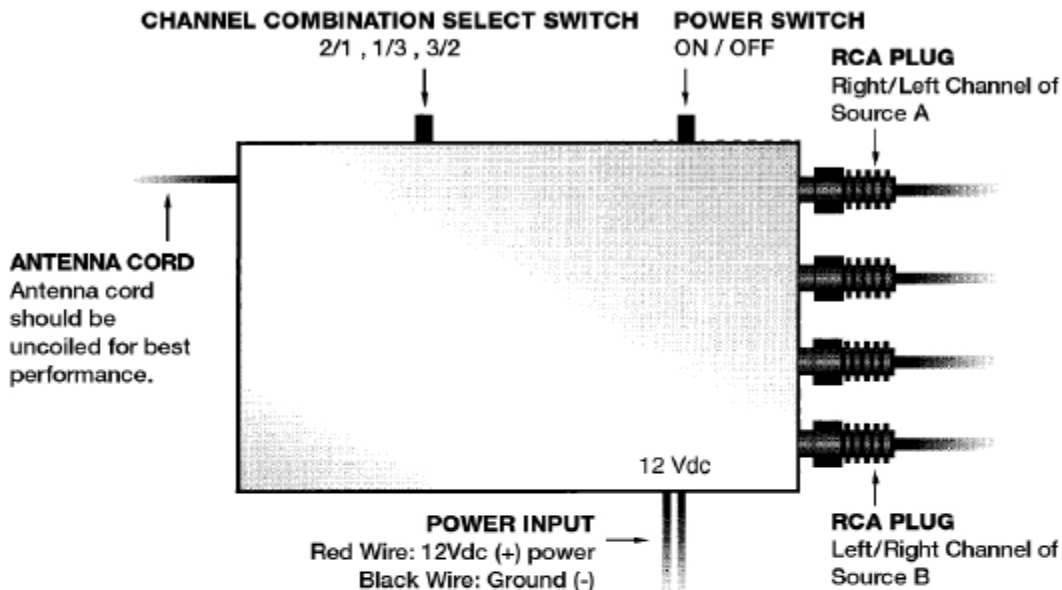 CHANNEL COMBINATION SELECT SWITCH
2/1 , 1/3 , 3/2
POWER SWITCH
ON / OFF
RCA PLUG
Right/Left Channel of
Source A
ANTENNA CORD
Antenna cord
should be
uncoiled for best
performance.
12 Vdc
POWER INPUT
Red Wire: 12Vdc (+) power
Black Wire: Ground (-)
RCA PLUG
Left/Right Channel of
Source B